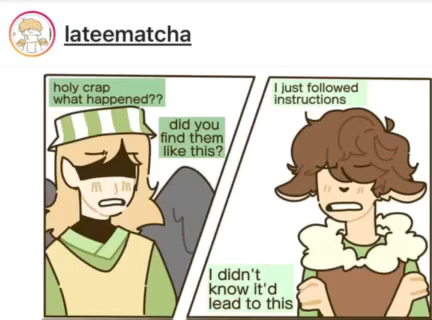 lateematcha
holy crap
what happened??
did you
find them
like this?
I just followed
instructions
I didn't
know it'd
lead to this